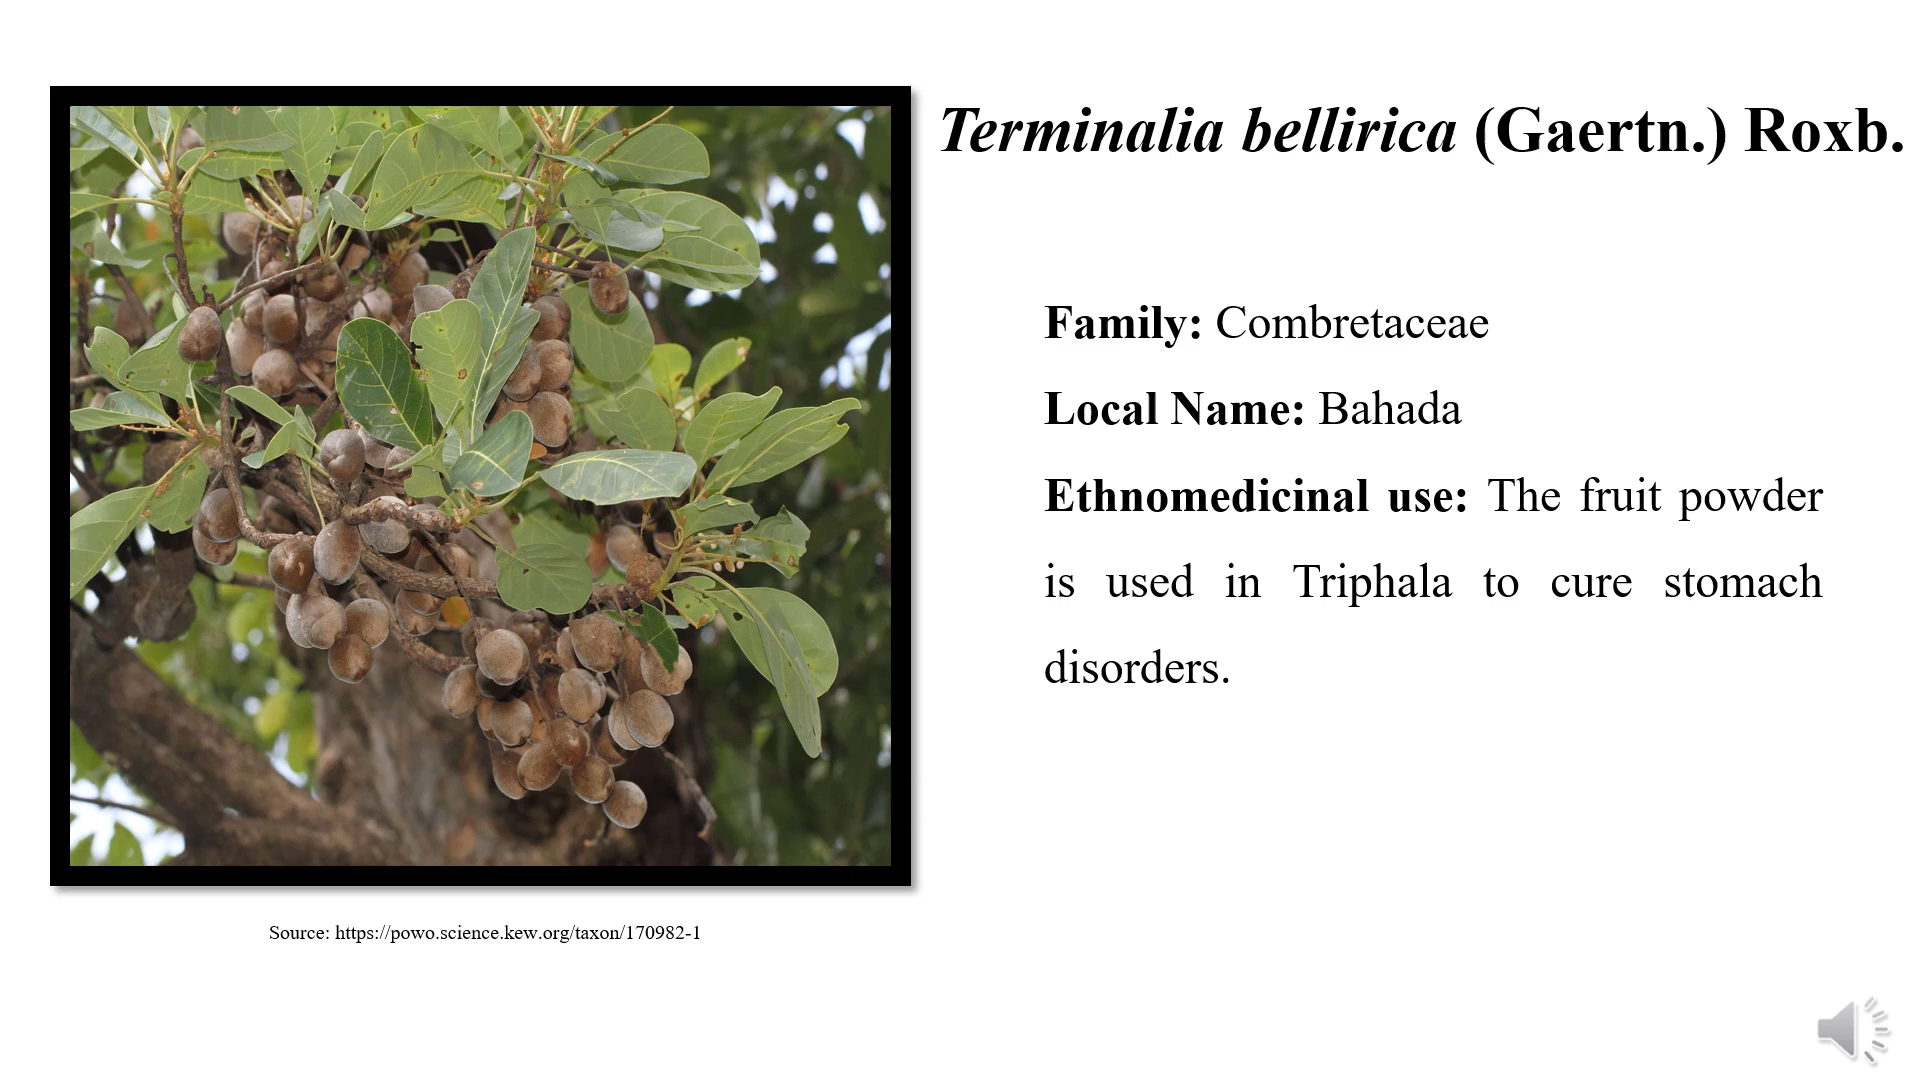 Terminalia bellirica (Gaertn.) Roxb.
Family: Combretaceae
Local Name: Bahada
Ethnomedicinal use: The fruit powder
is used in Triphala to cure stomach
disorders.
Source: https://powo.science.kew.org/taxon/170982-1